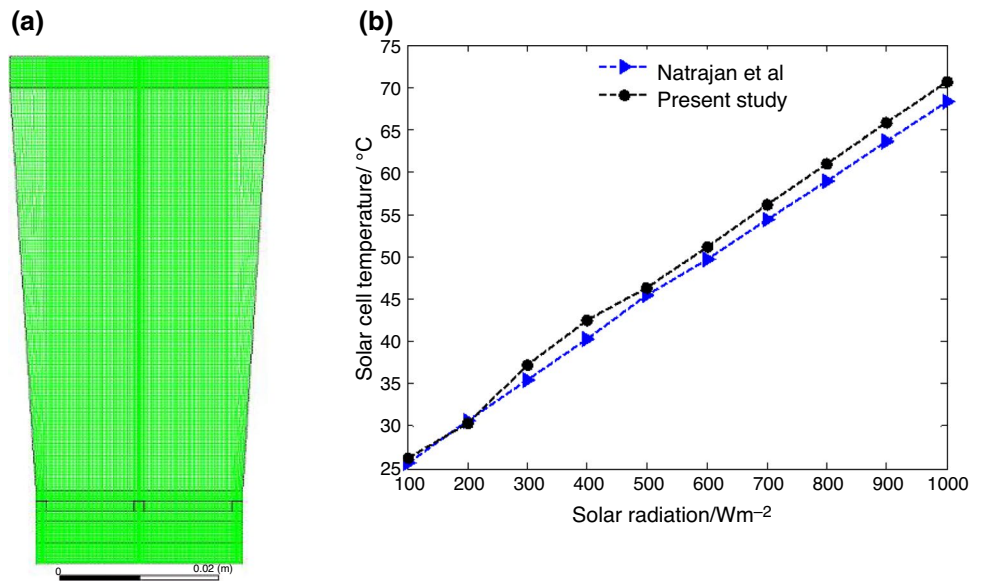 (a)
0
0.02 (m)
(b)
75
70
65
60
55
50
45
40
35
30
25
Solar cell temperature/ °C
Natrajan et al
Present study
100 200 300 400 500 600 700 800 900 1000
Solar radiation/Wm−2